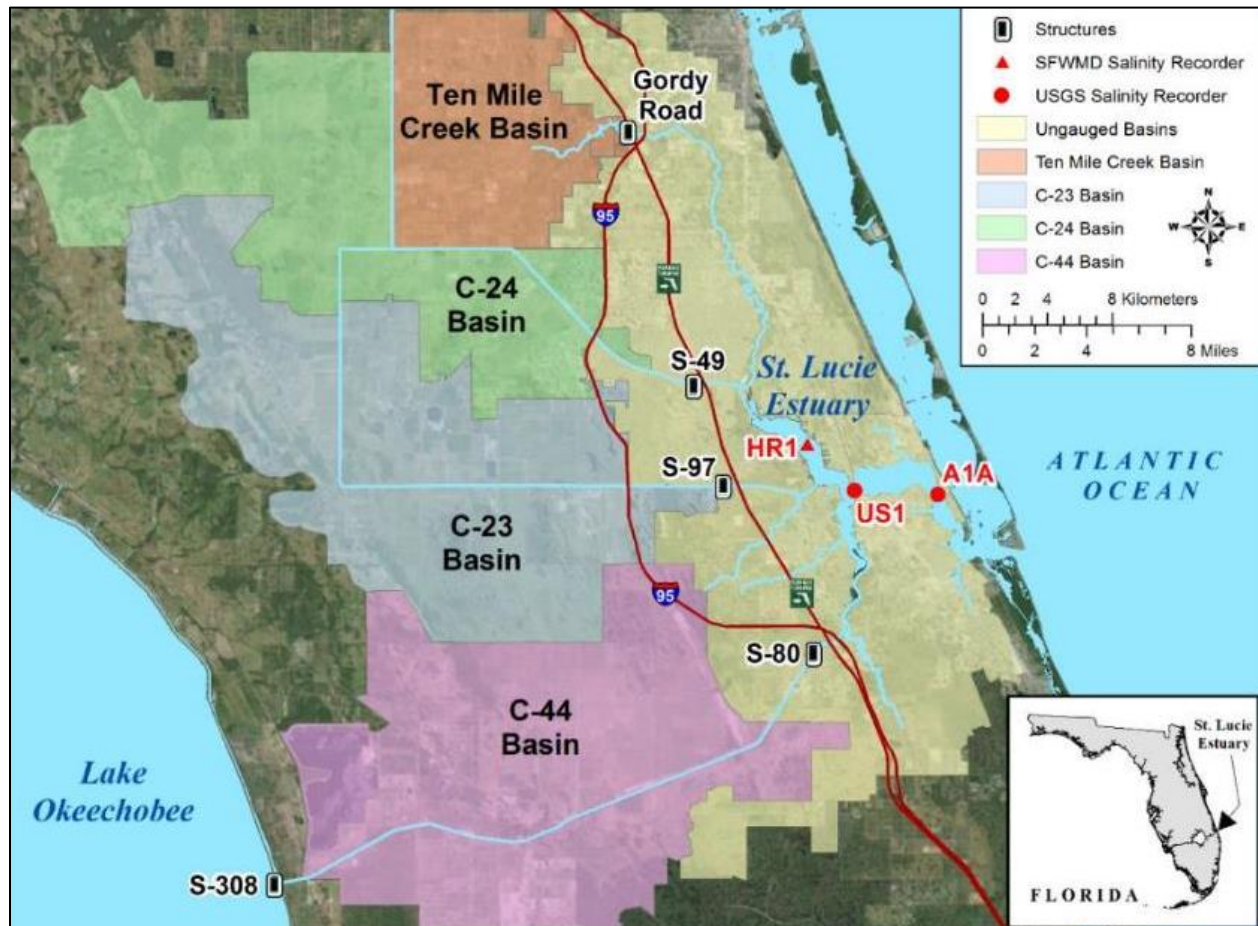 Gordy
Road
Ten Mile
Creek Basin
95
C-24
Basin
S-49
St. Lucie
Estuary
HR1
S-97
A1A
US1
ATLANTIC
OCEAN
C-23
Basin
95
S-80
C-44
Basin
Lake
Okeechobee
S-308
Structures
SFWMD Salinity Recorder
USGS Salinity Recorder
Ungauged Basins
Ten Mile Creek Basin
C-23 Basin
C-24 Basin
C-44 Basin
N
W E
S
0 2 4 8 Kilometers
0 2 4 8 Miles
St. Lucie
Estuary
FLORIDA